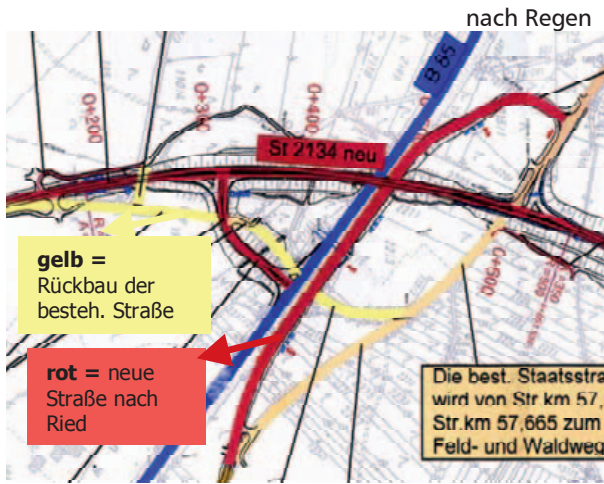 nach Regen
B 85
0+200
0+300
0+400
St 2134 neu
gelb =
Rückbau der
besteh. Straße
0+500
rot = neue
Straße nach
Ried
Die best. Staatsstra
wird von Str.km 57,
Str.km 57,665 zum
Feld- und Waldweg